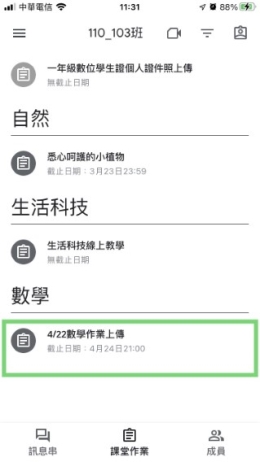 中華電信
11:31
88%
110_103班
一年級數位學生證個人證件照上傳
無截止日期
自然
悉心呵護的小植物
截止日期：3月23日23:59
生活科技
生活科技線上教學
無截止日期
數學
4/22數學作業上傳
截止日期：4月24日21:00
訊息串
課堂作業
成員